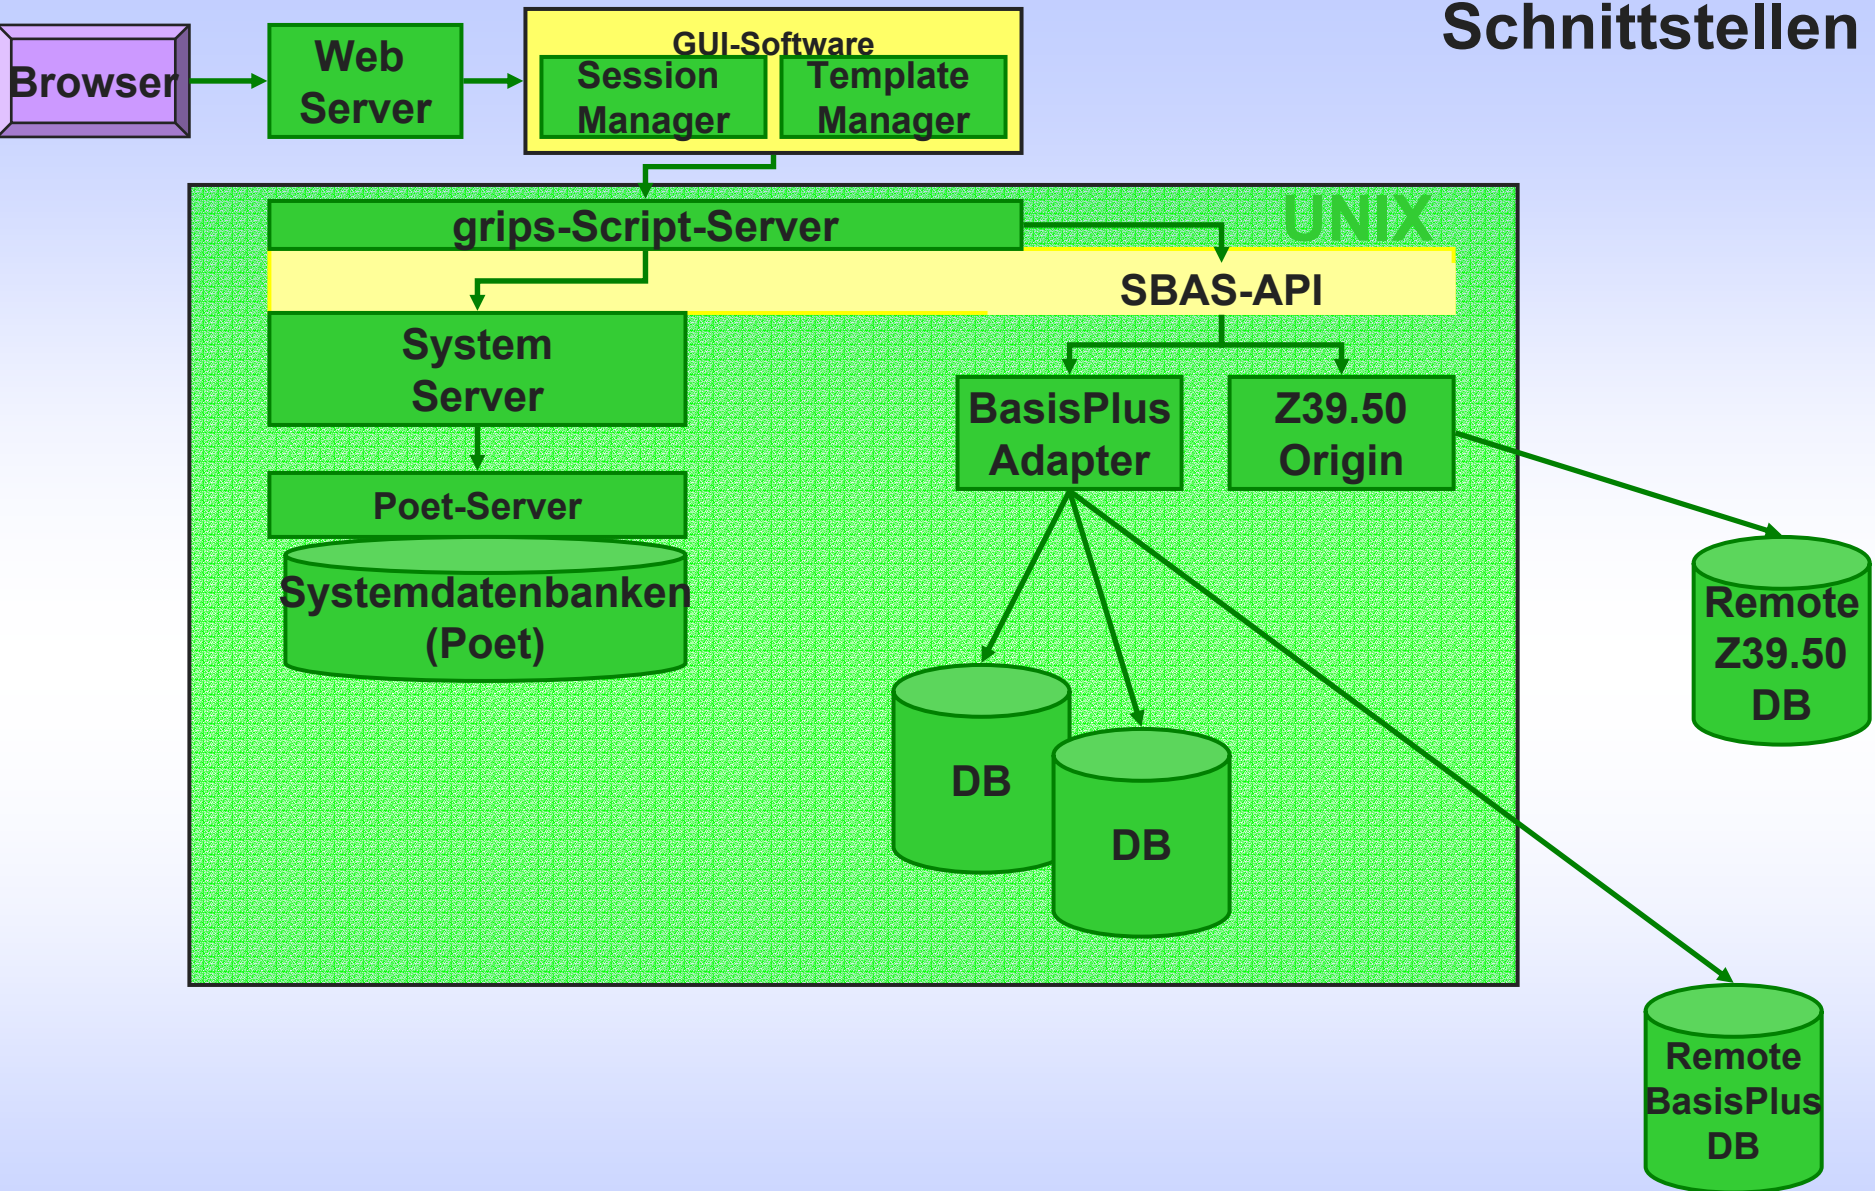 Schnittstellen
Browser
Web
Server
GUI-Software
Session
Manager
Template
Manager
UNIX
grips-Script-Server
SBAS-API
System
Server
BasisPlus
Adapter
Z39.50
Origin
Poet-Server
Systemdatenbanken
(Poet)
Remote
Z39.50
DB
DB
DB
Remote
BasisPlus
DB